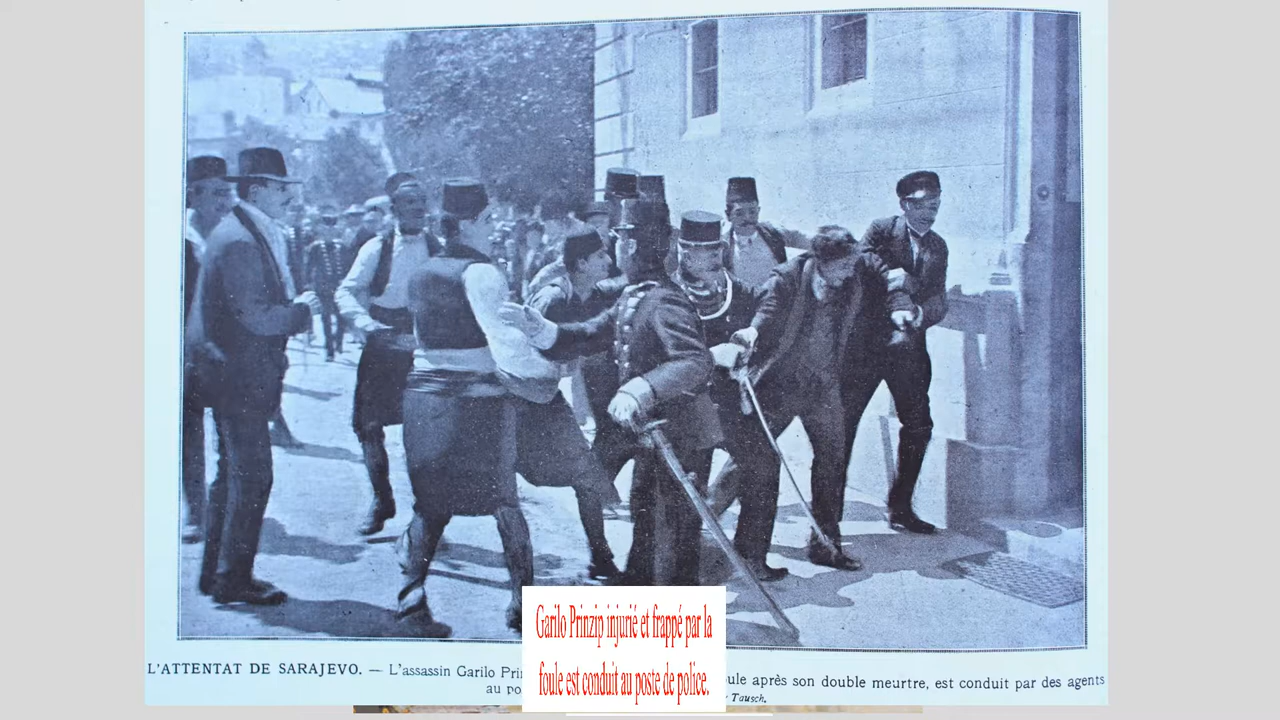 Garilo Prinzip injurié et frappé par la
foule est conduit au poste de police.
L'ATTENTAT DE SARAJEVO. — L'assassin Garilo Prin
oule après son double meurtre, est conduit par des agents
au po
Tausch.